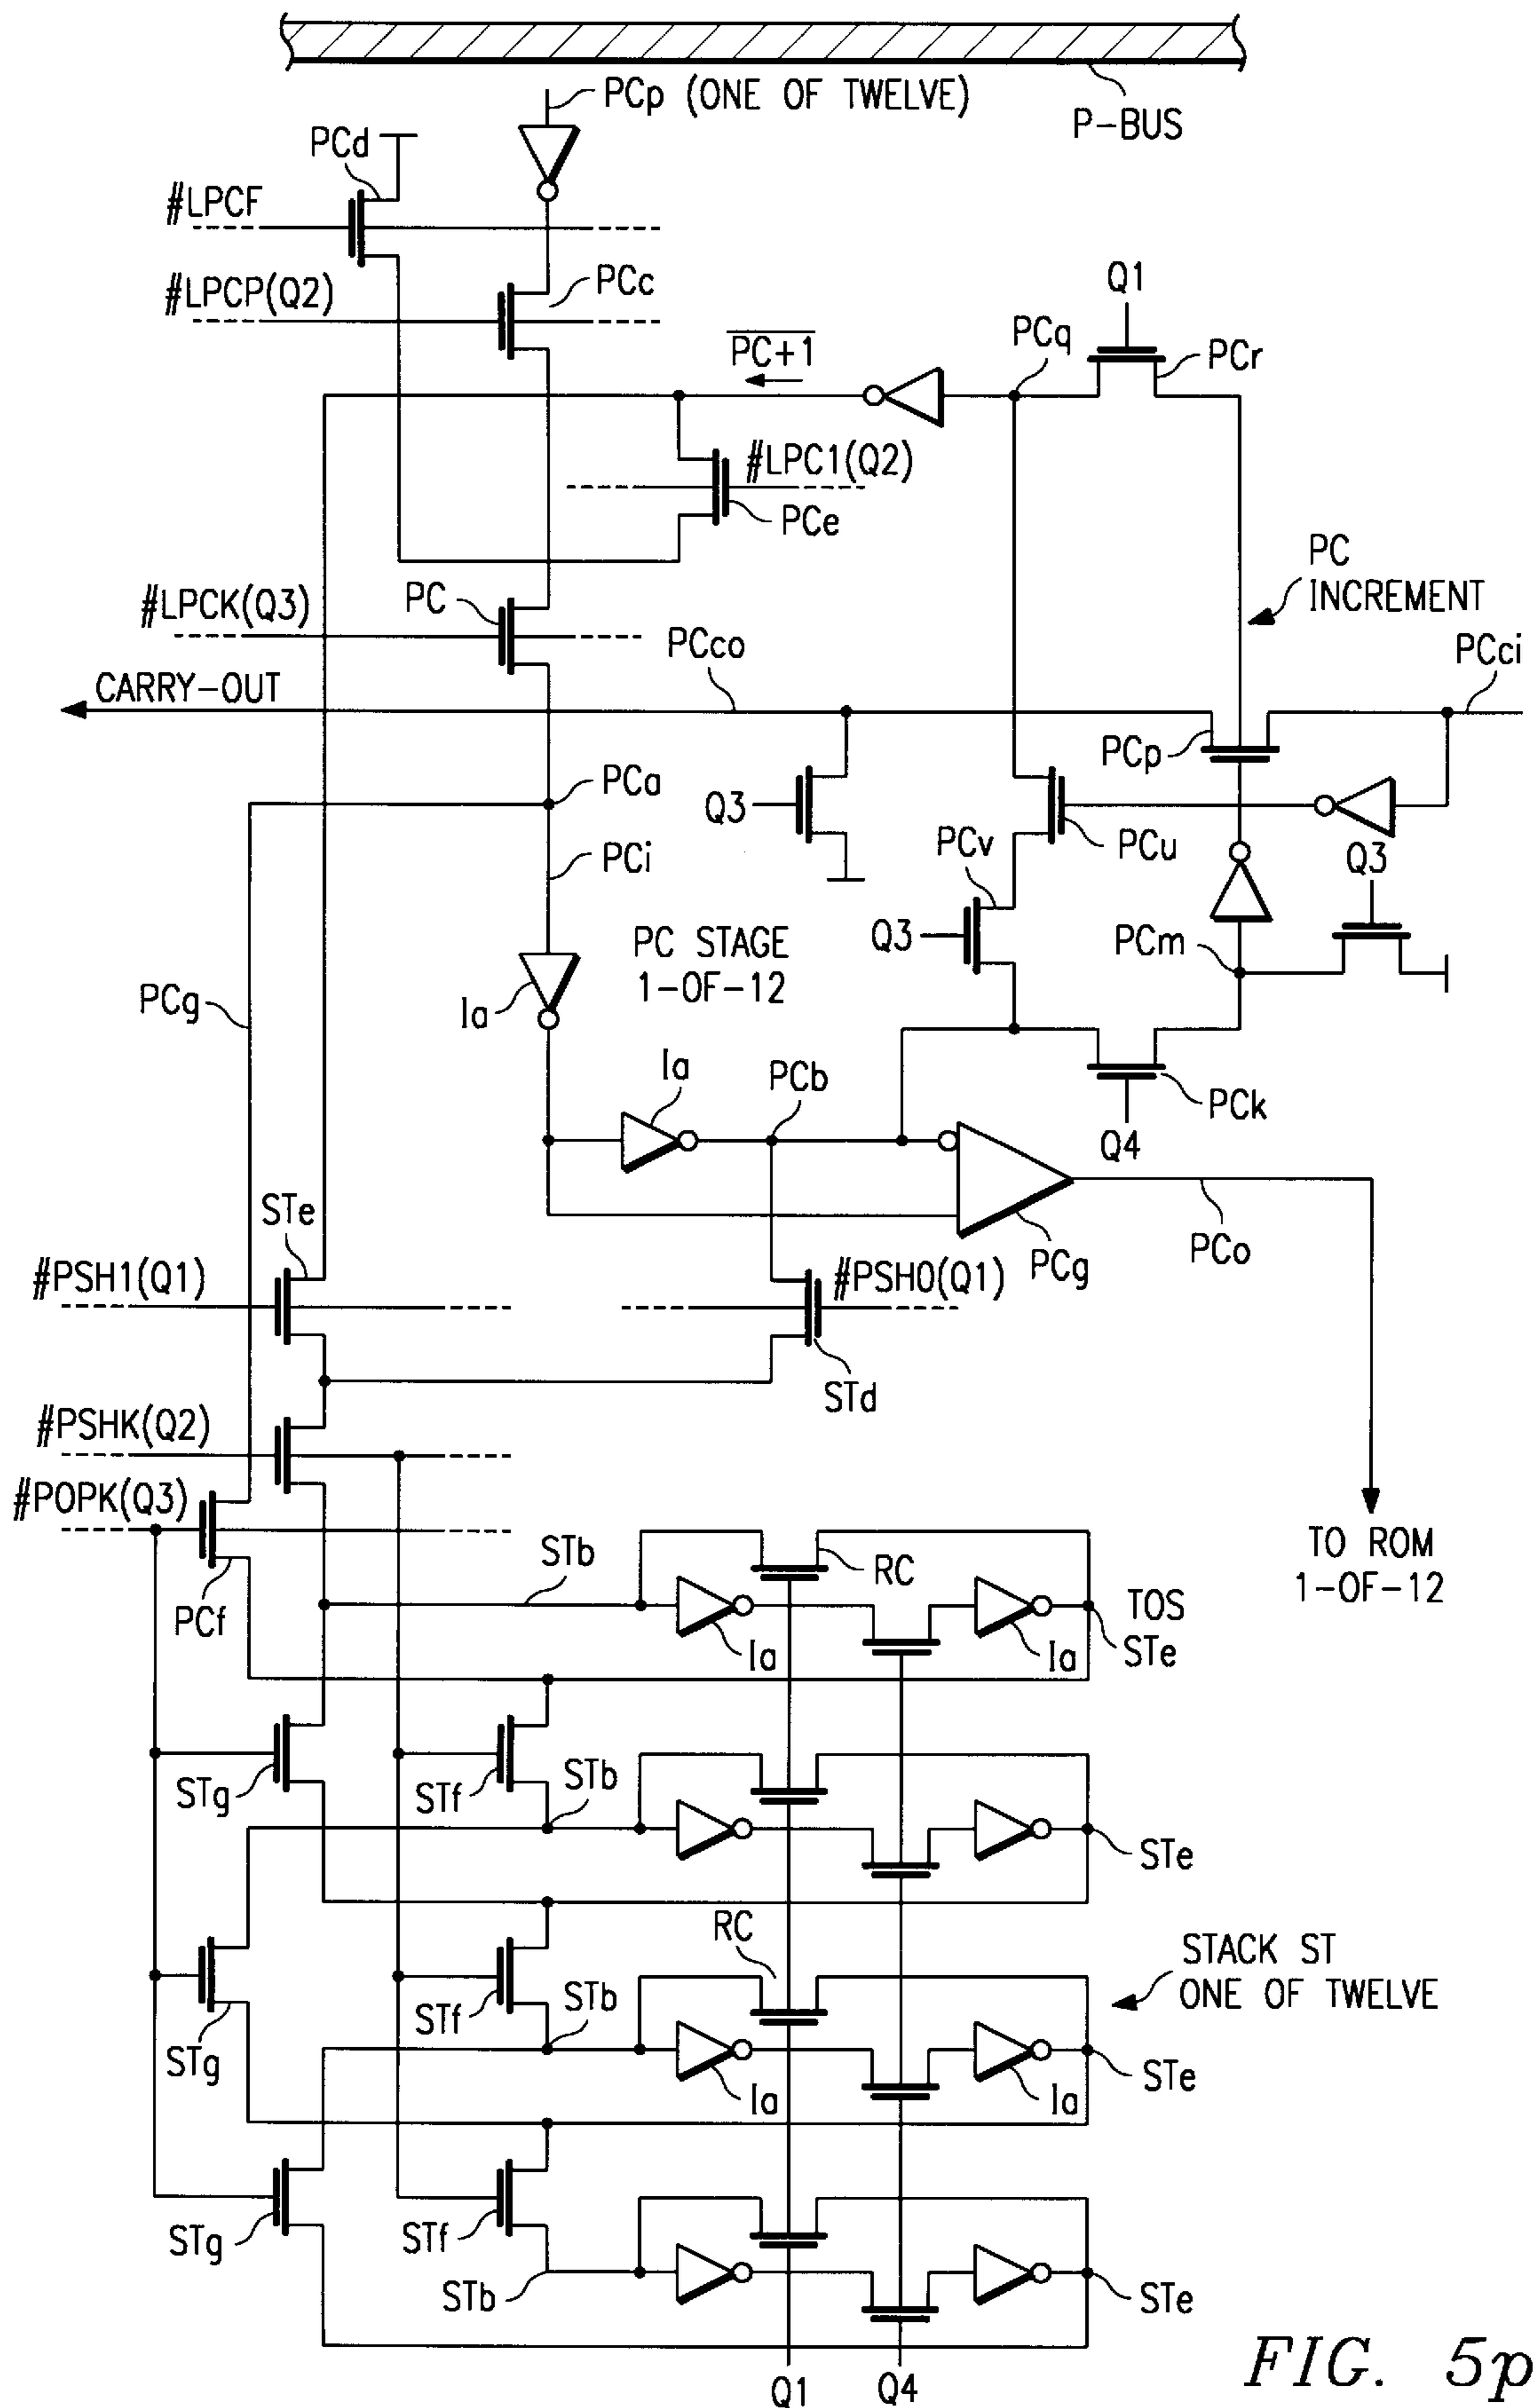 PCp (ONE OF TWELVE)
P-BUS
PCd
#LPCF
#LPCP(Q2)
PCc
Q1
PC+1
PCq
PCr
#LPC1(Q2)
PCe
PC
INCREMENT
#LPCK(Q3)
PC
PCco
PCci
CARRY-OUT
PCp
PCa
Q3
PCu
PCi
PCv
Q3
Q3
PC STAGE
1-OF-12
PCm
PCg
Ia
Ia
PCb
PCk
Q4
STe
PCg
PCo
#PSH1(Q1)
#PSH0(Q1)
STd
#PSHK(Q2)
#POPK(Q3)
TO ROM
1-OF-12
STb
RC
PCf
Ia
Ia
TOS
STe
STg
STf
STb
STe
RC
STACK ST
ONE OF TWELVE
STg
STf
STb
Ia
Ia
STe
STg
STf
STb
STe
Q1
Q4
FIG. 5p